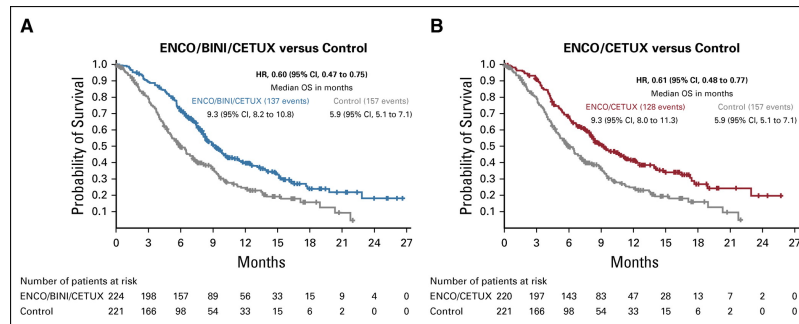 A
ENCO/BINI/CETUX versus Control
HR, 0.60 (95% CI, 0.47 to 0.75)
Median OS in months
ENCO/BINI/CETUX (137 events) Control (157 events)
9.3 (95% CI, 8.2 to 10.8) 5.9 (95% CI, 5.1 to 7.1)
Probability of Survival
1.0
0.9
0.8
0.7
0.6
0.5
0.4
0.3
0.2
0.1
0 3 6 9 12 15 18 21 24 27
Months
Number of patients at risk
ENCO/BINI/CETUX 224 198 157 89 56 33 15 9 4 0
Control 221 166 98 54 33 15 6 2 0 0
B
ENCO/CETUX versus Control
HR, 0.61 (95% CI, 0.48 to 0.77)
Median OS in months
ENCO/CETUX (128 events) Control (157 events)
9.3 (95% CI, 8.0 to 11.3) 5.9 (95% CI, 5.1 to 7.1)
Probability of Survival
1.0
0.9
0.8
0.7
0.6
0.5
0.4
0.3
0.2
0.1
0 3 6 9 12 15 18 21 24 27
Months
Number of patients at risk
ENCO/CETUX 220 197 143 83 47 28 13 7 2 0
Control 221 166 98 54 33 15 6 2 0 0